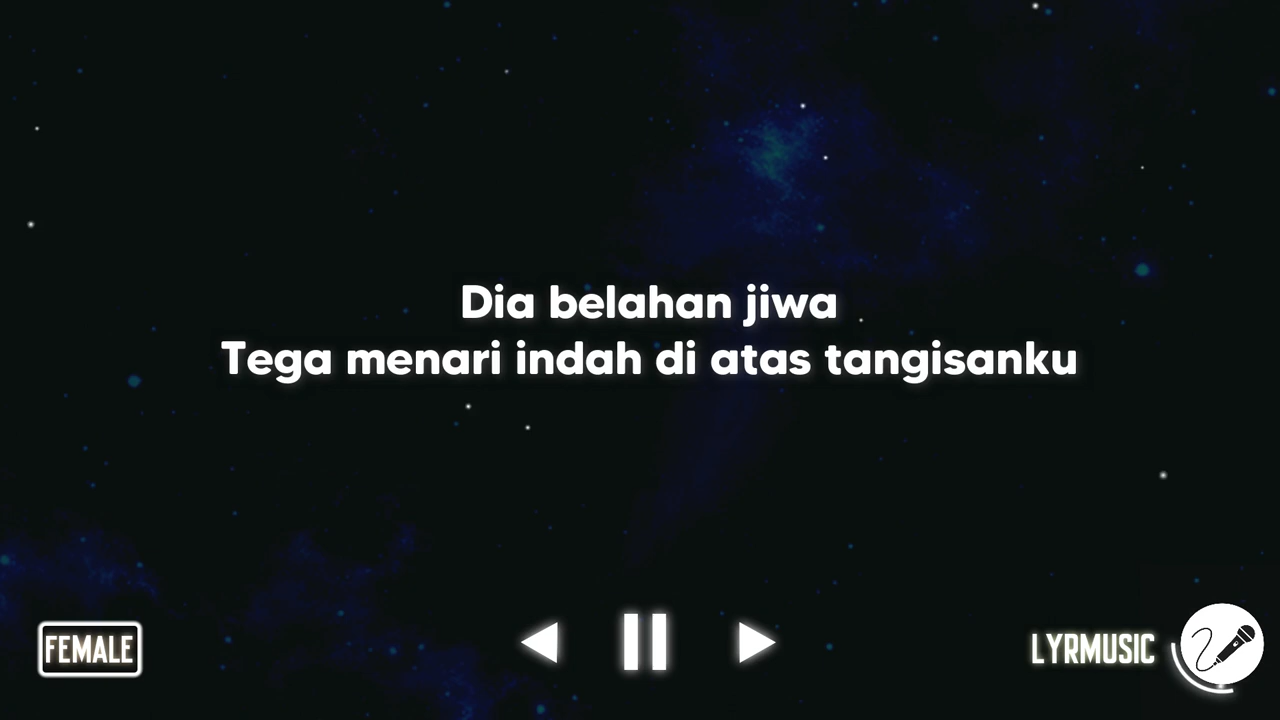 Dia belahan jiwa
Tega menari indah di atas tangisanku
FEMALE
LYRMUSIC